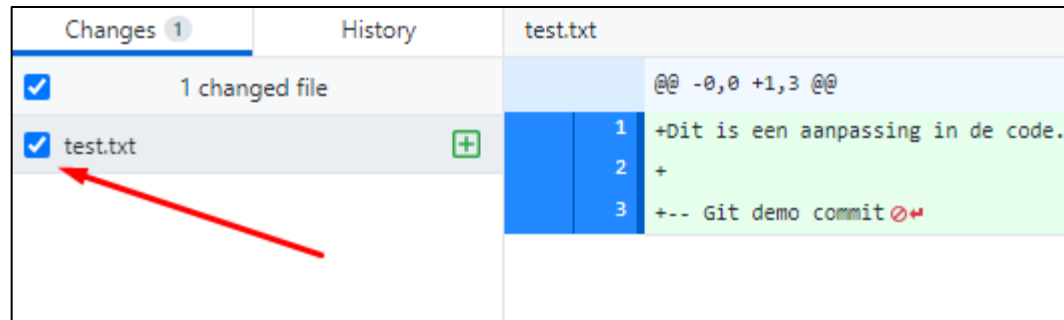 Changes 1
History
1 changed file
test.txt
test.txt
@@ -0,0 +1,3 @@
1 +Dit is een aanpassing in de code.
2 +
3 +-- Git demo commit